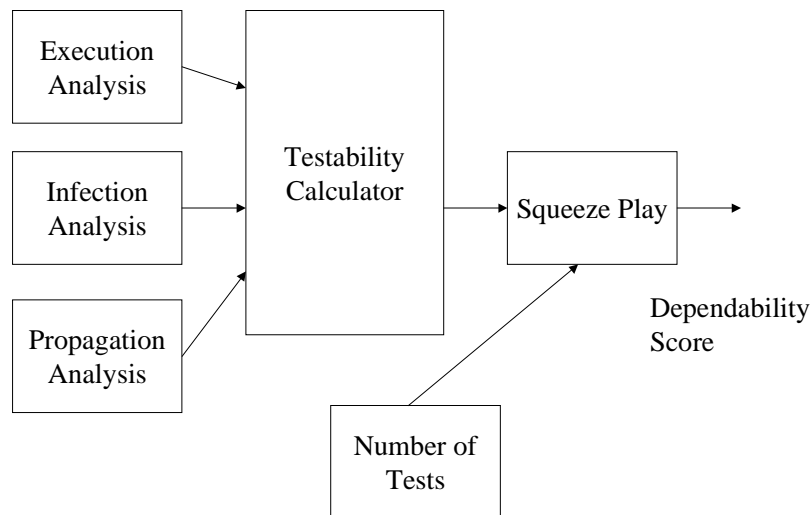 Execution
Analysis
Infection
Analysis
Propagation
Analysis
Testability
Calculator
Squeeze Play
Dependability
Score
Number of
Tests